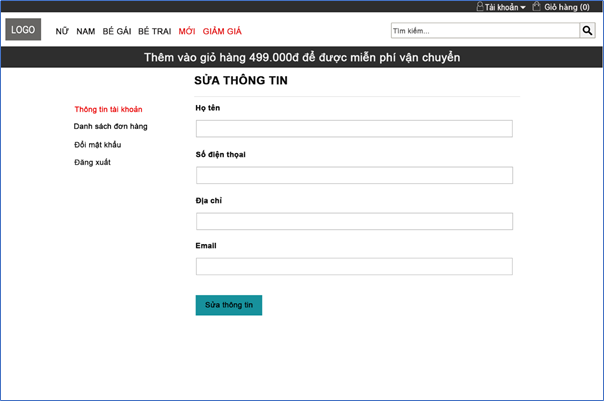 Tài khoản Giỏ hàng (0)
LOGO NỮ NAM BÉ GÁI BÉ TRAI MỚI GIẢM GIÁ Tìm kiếm...
Thêm vào giỏ hàng 499.000đ để được miễn phí vận chuyển
SỬA THÔNG TIN
Thông tin tài khoản
Danh sách đơn hàng
Đổi mật khẩu
Đăng xuất
Họ tên
Số điện thọai
Địa chỉ
Email
Sửa thông tin